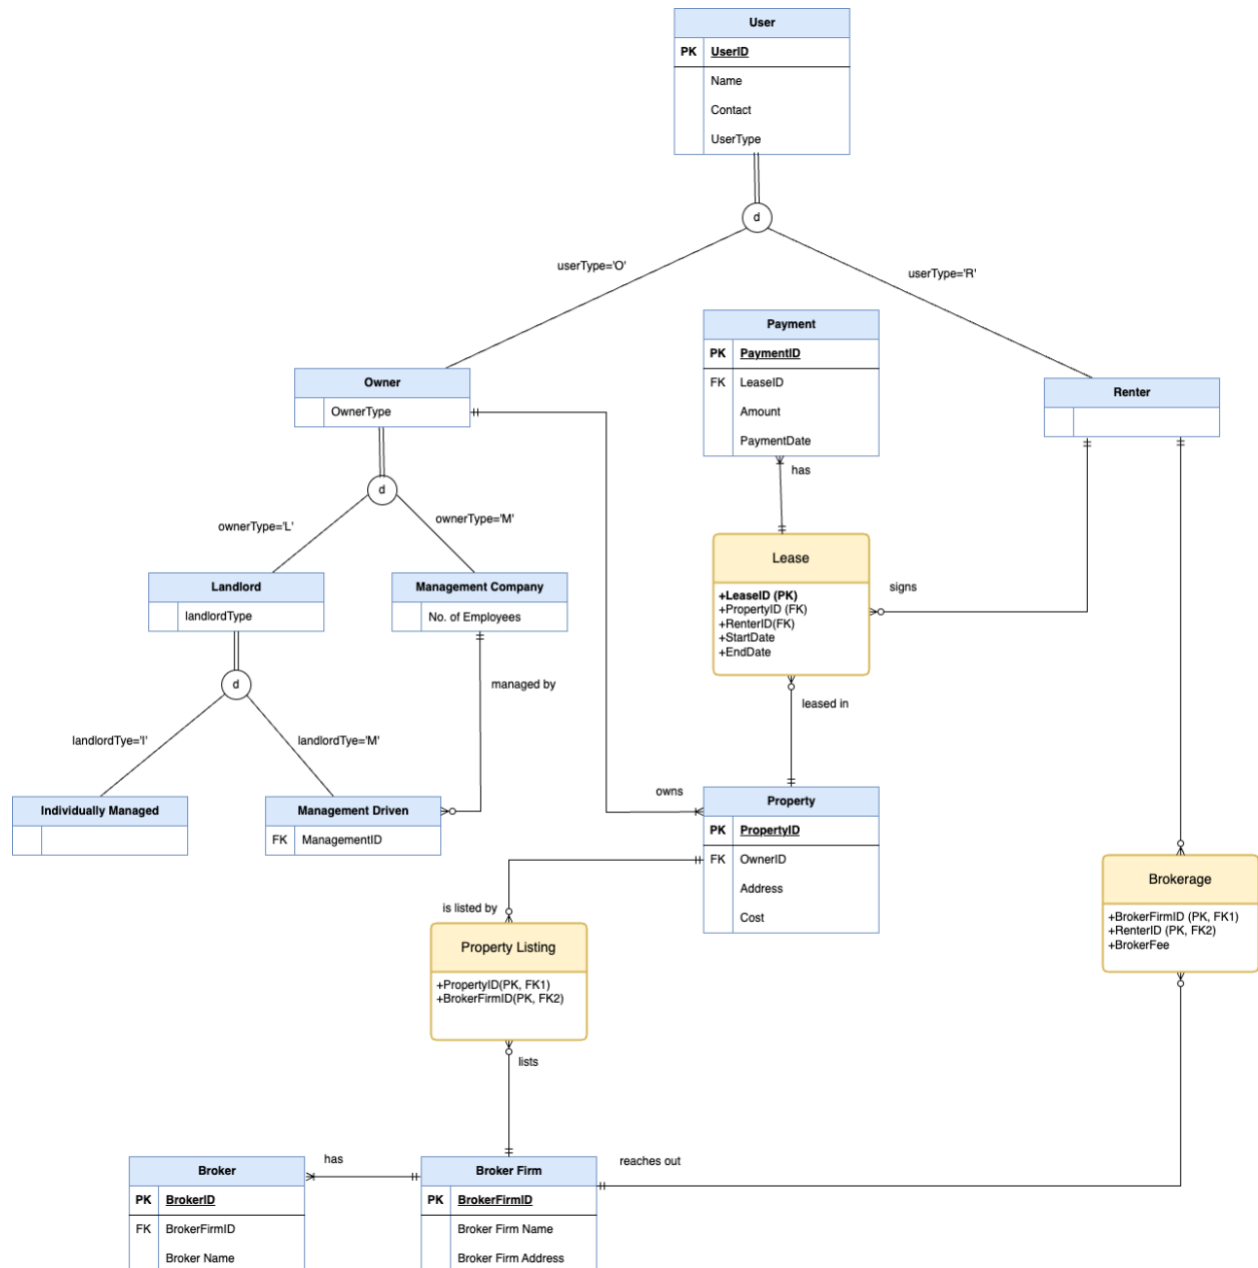 User
PK UserID
Name
Contact
UserType
d
userType='O'
userType='R'
Payment
PK PaymentID
FK LeaseID
Amount
PaymentDate
has
Owner
OwnerType
Renter
d
ownerType='L'
ownerType='M'
Lease
+LeaseID (PK)
+PropertyID (FK)
+RenterID(FK)
+StartDate
+EndDate
signs
Landlord
landlordType
Management Company
No. of Employees
managed by
leased in
d
landlordTye='I'
landlordTye='M'
Individually Managed
Management Driven
FK ManagementID
owns
Property
PK PropertyID
FK OwnerID
Address
Cost
Brokerage
+BrokerFirmID (PK, FK1)
+RenterID (PK, FK2)
+BrokerFee
is listed by
Property Listing
+PropertyID(PK, FK1)
+BrokerFirmID(PK, FK2)
lists
has
reaches out
Broker
PK BrokerID
FK BrokerFirmID
Broker Name
Broker Firm
PK BrokerFirmID
Broker Firm Name
Broker Firm Address